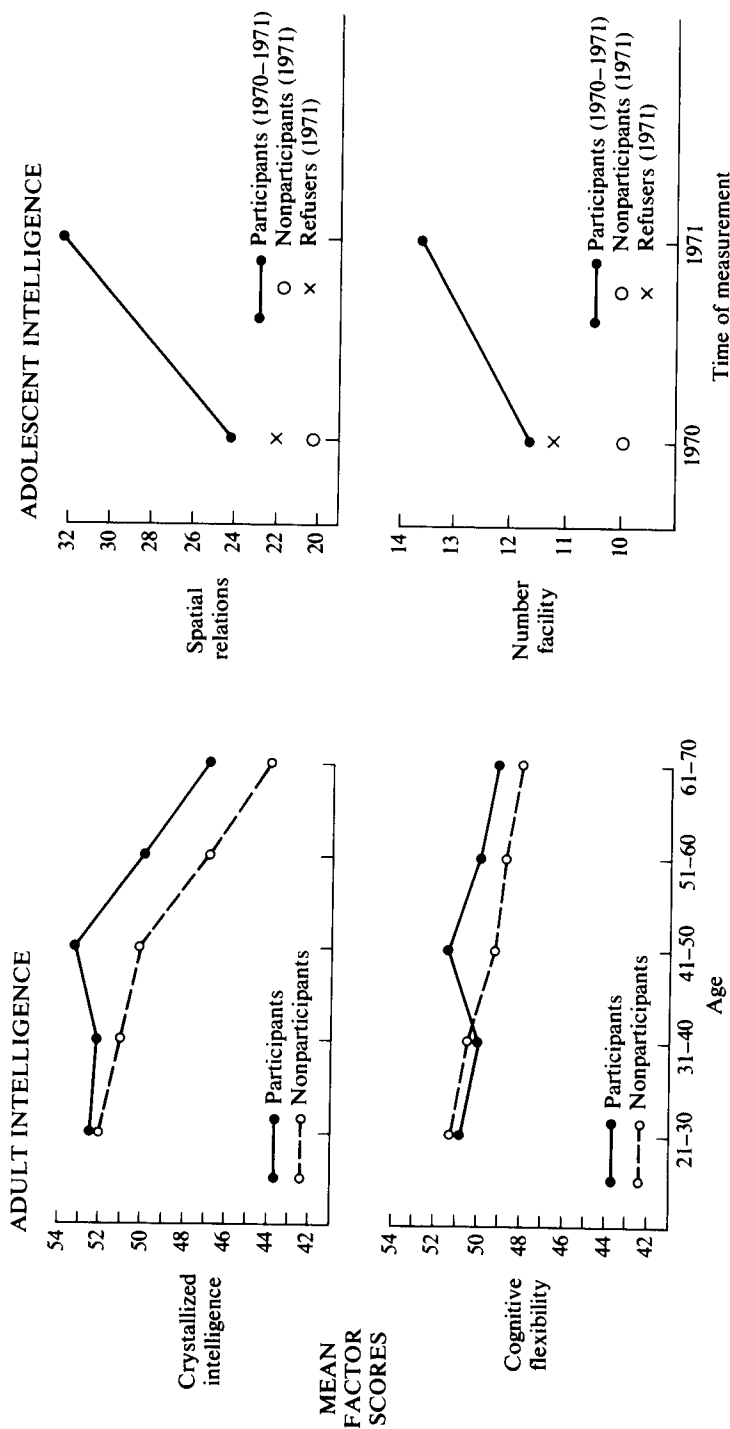 ADULT INTELLIGENCE
MEAN
FACTOR
SCORES
Crystallized
intelligence
54
52
50
48
46
44
42
Participants
Nonparticipants
Cognitive
flexibility
54
52
50
48
46
44
42
Participants
Nonparticipants
21–30
31–40
41–50
51–60
61–70
Age
ADOLESCENT INTELLIGENCE
Spatial
relations
32
30
28
26
24
22
20
Participants (1970–1971)
Nonparticipants (1971)
Refusers (1971)
Number
facility
14
13
12
11
10
Participants (1970–1971)
Nonparticipants (1971)
Refusers (1971)
1970
1971
Time of measurement